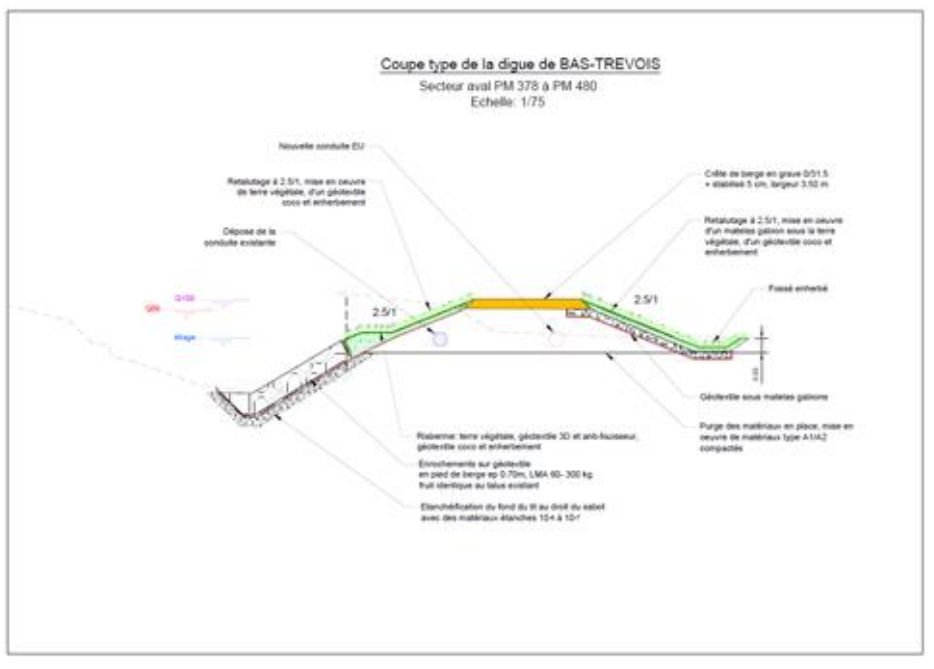 Coupe type de la digue de BAS-TREVOIS
Secteur aval PM 378 à PM 480
Echelle: 1/75
Nouvelle conduite EU
Retalutage à 2.5/1, mise en oeuvre
de terre végétale, d'un géotextile
coco et enherbement
Dépose de la
conduite existante
Crête de berge en grave 0/31.5
+ stabilisé 5 cm, largeur 3.50 m
Retalutage à 2.5/1, mise en oeuvre
d'un matelas gabion sous la terre
végétale, d'un géotextile coco et
enherbement
Fossé enherbé
Q100
2.5/1
2.5/1
étiage
Géotextile sous matelas gabions
Purge des matériaux en place, mise en
oeuvre de matériaux type A1/A2
compactés
Risberme: terre végétale, géotextile 3D et anti-fouisseur,
géotextile coco et enherbement
Enrochements sur géotextile
en pied de berge ep 0.70m, LMA 60- 300 kg
fruit identique au talus existant
Etanchéification du fond du lit au droit du sabot
avec des matériaux étanches